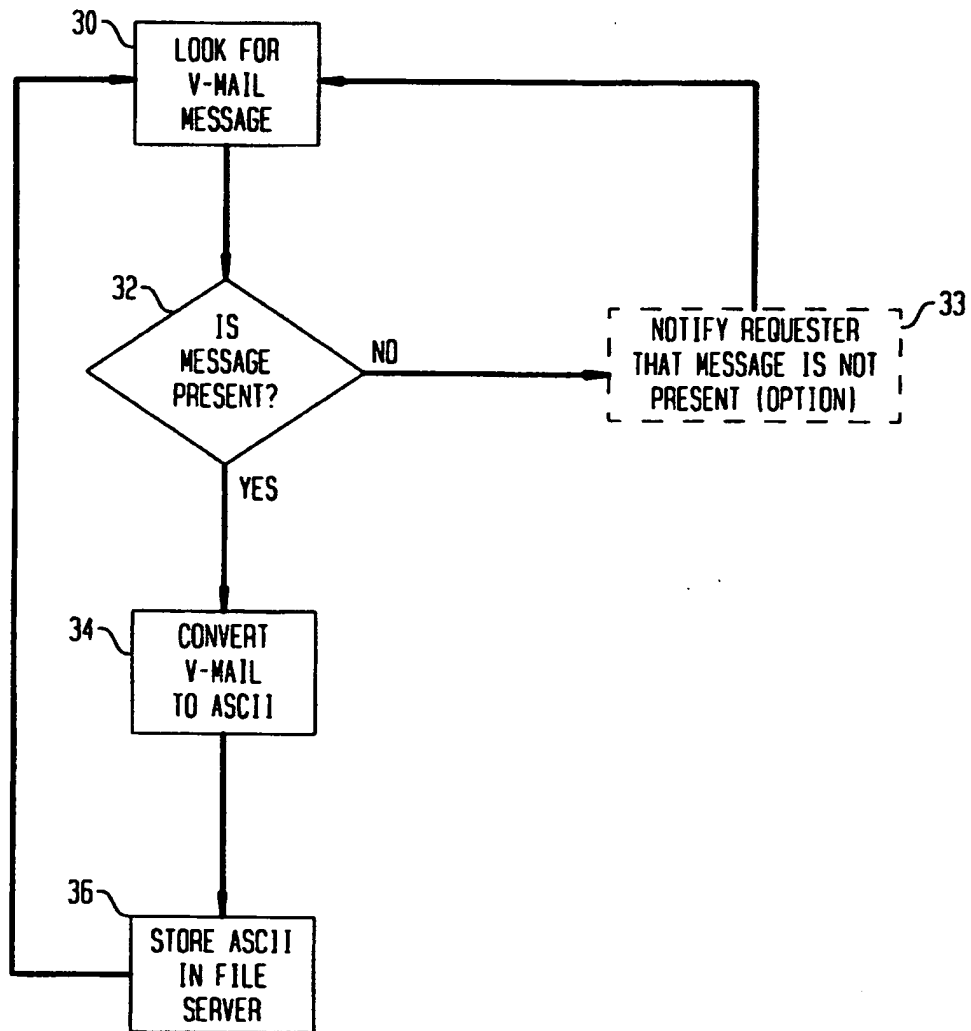 30
LOOK FOR
V-MAIL
MESSAGE
32
IS
MESSAGE
PRESENT?
NO
33
NOTIFY REQUESTER
THAT MESSAGE IS NOT
PRESENT (OPTION)
YES
34
CONVERT
V-MAIL
TO ASCII
36
STORE ASCII
IN FILE
SERVER